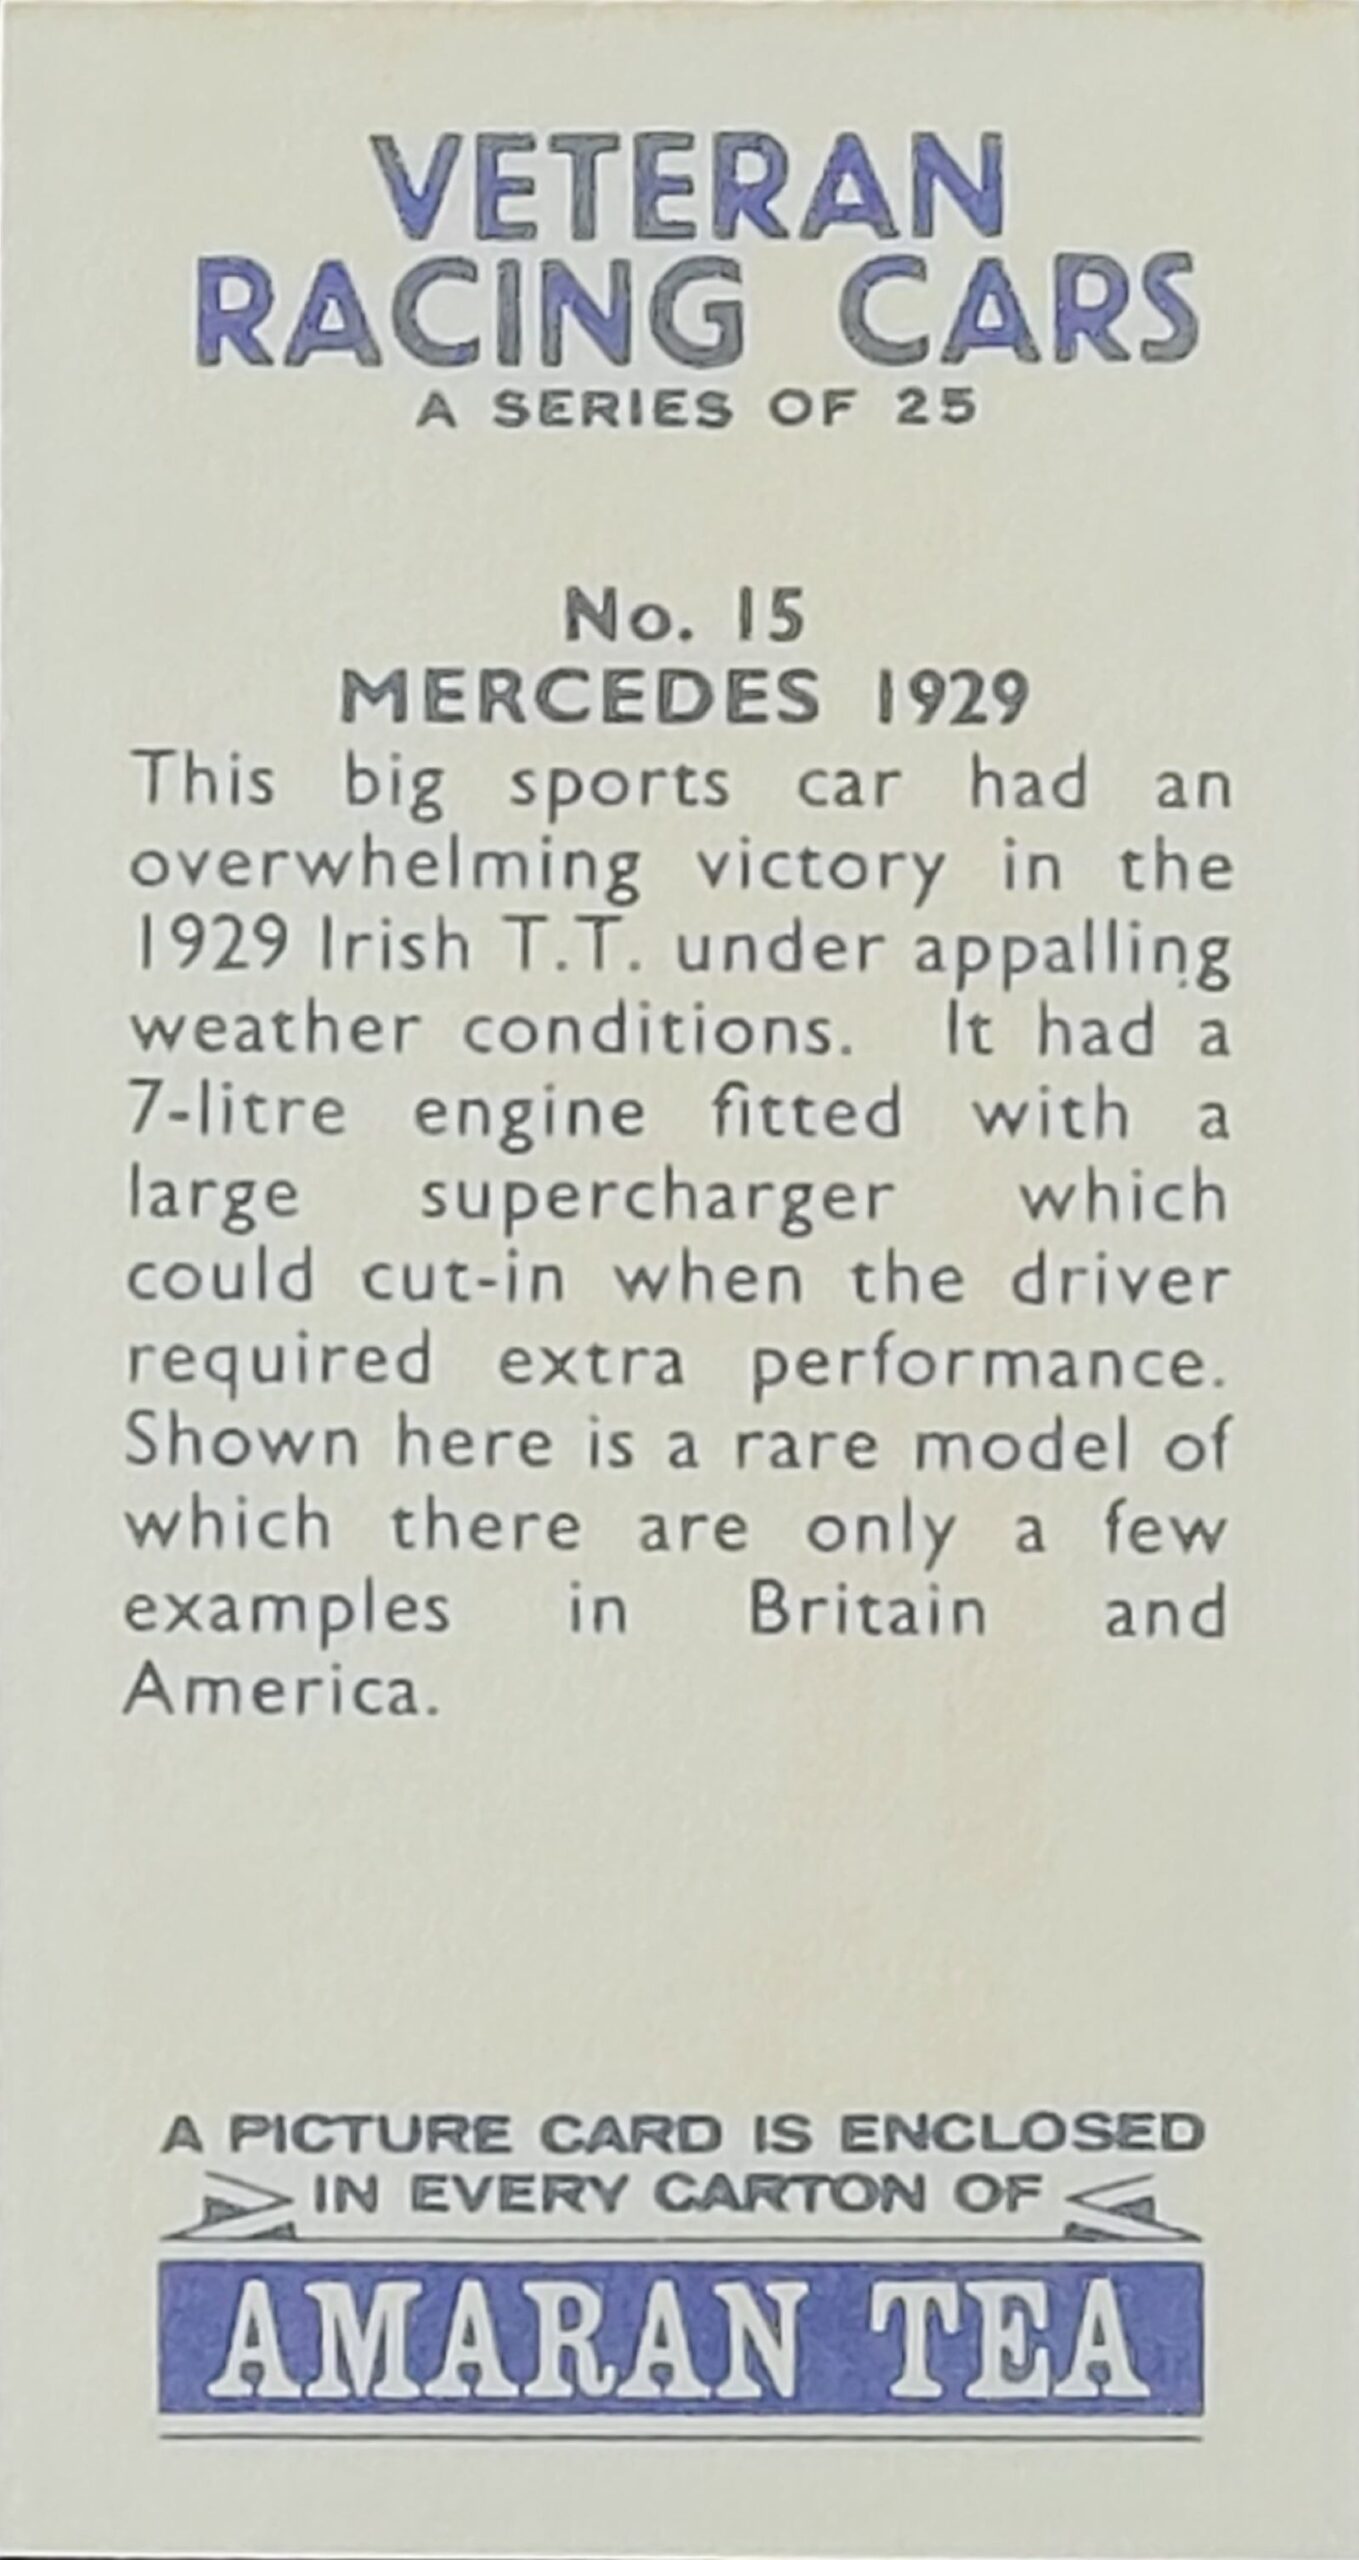 VETERAN
RACING CARS
A SERIES OF 25
No. 15
MERCEDES 1929
This big sports car had an
overwhelming victory in the
1929 Irish T.T. under appalling
weather conditions. It had a
7-litre engine fitted with a
large supercharger which
could cut-in when the driver
required extra performance.
Shown here is a rare model of
which there are only a few
examples in Britain and
America.
A PICTURE CARD IS ENCLOSED
IN EVERY CARTON OF
AMARAN TEA